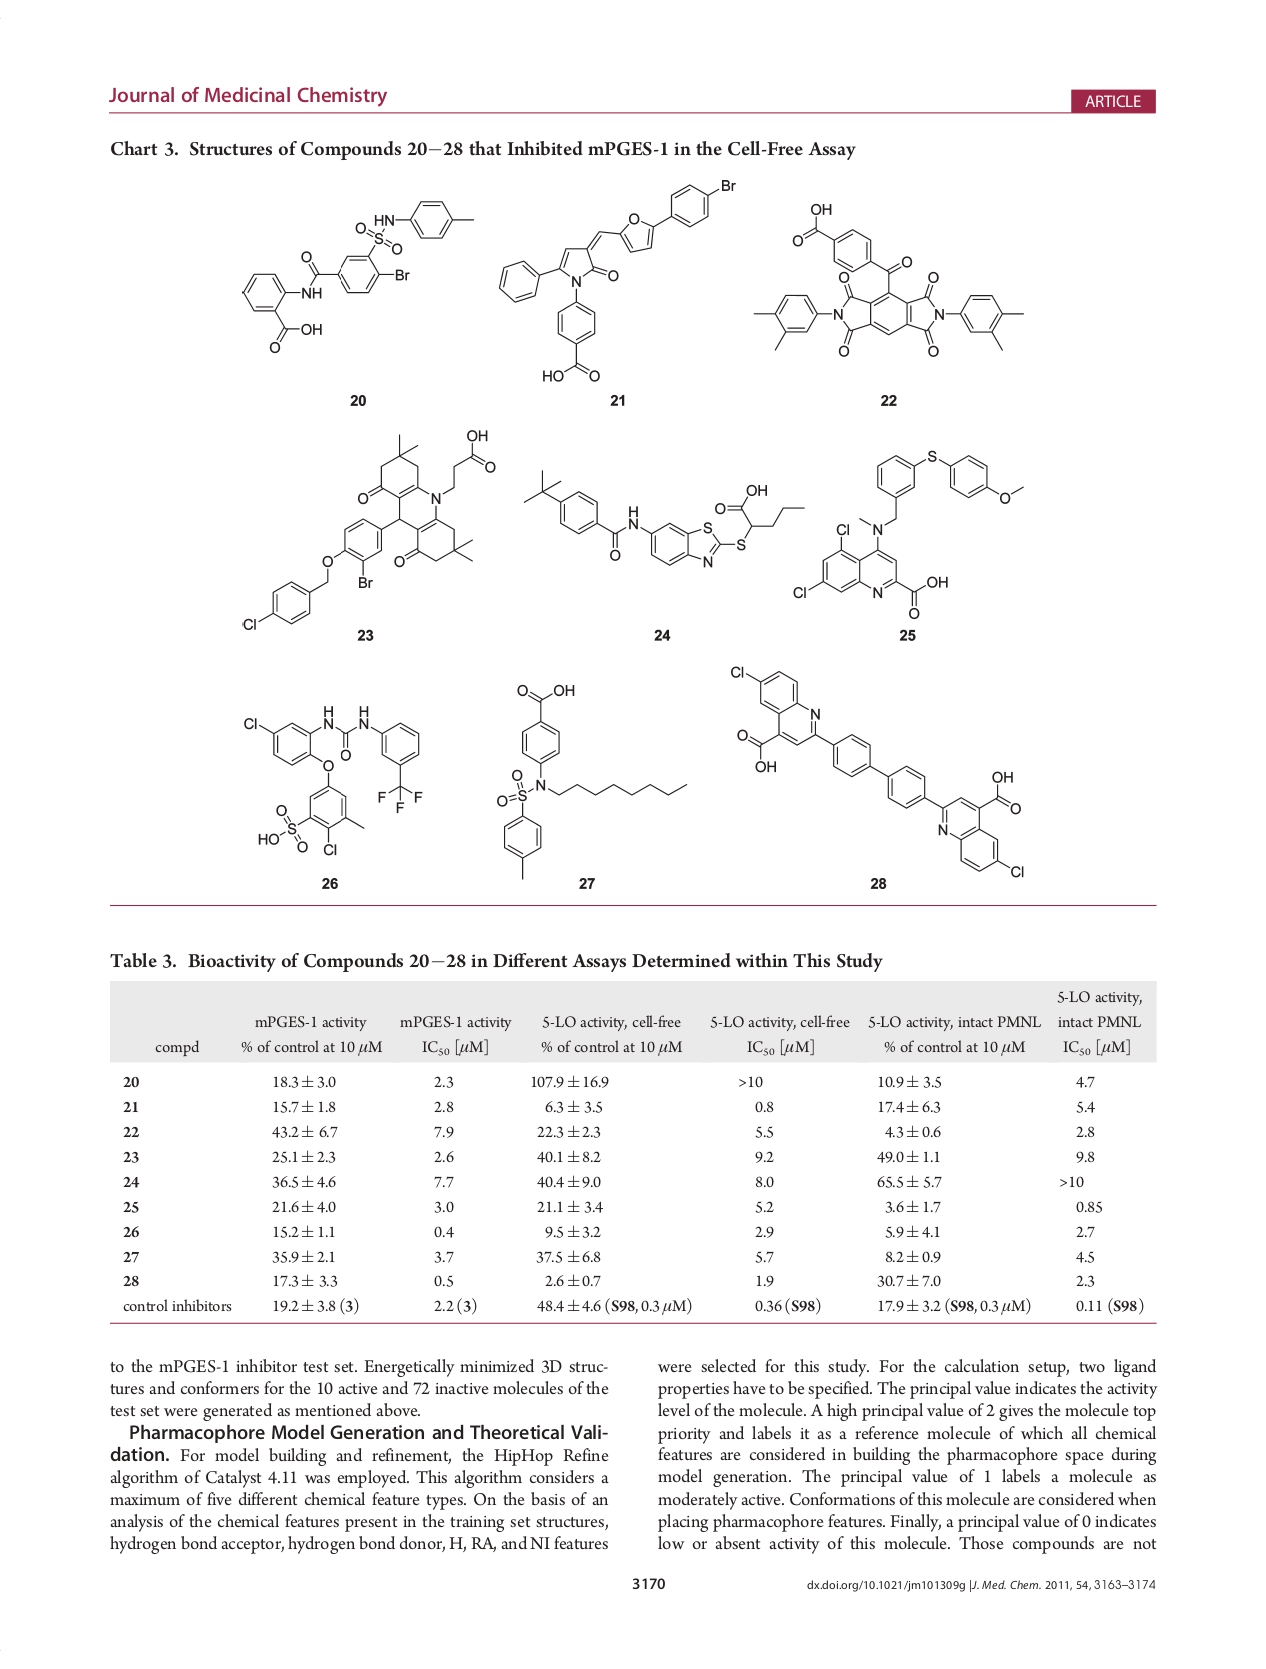 Journal of Medicinal Chemistry
ARTICLE
Chart 3. Structures of Compounds 20−28 that Inhibited mPGES-1 in the Cell-Free Assay
HN
O
S
O
O
Br
NH
OH
O
20
Br
O
O
N
HO
O
21
OH
O
O
O
O
N
N
O
O
22
OH
O
O
N
O
O
Br
Cl
23
OH
O
H
N
S
O
S
N
24
S
O
Cl
N
Cl
N
OH
O
25
H
H
Cl
N
N
O
O
F
F
F
O
S
HO
O
Cl
26
O
OH
O
N
O
S
27
Cl
N
O
OH
OH
O
N
Cl
28
Table 3. Bioactivity of Compounds 20−28 in Different Assays Determined within This Study
5-LO activity,
mPGES-1 activity mPGES-1 activity 5-LO activity, cell-free 5-LO activity, cell-free 5-LO activity, intact PMNL intact PMNL
compd % of control at 10 μM IC50 [μM] % of control at 10 μM IC50 [μM] % of control at 10 μM IC50 [μM]
20 18.3 ± 3.0 2.3 107.9 ± 16.9 >10 10.9 ± 3.5 4.7
21 15.7 ± 1.8 2.8 6.3 ± 3.5 0.8 17.4 ± 6.3 5.4
22 43.2 ± 6.7 7.9 22.3 ± 2.3 5.5 4.3 ± 0.6 2.8
23 25.1 ± 2.3 2.6 40.1 ± 8.2 9.2 49.0 ± 1.1 9.8
24 36.5 ± 4.6 7.7 40.4 ± 9.0 8.0 65.5 ± 5.7 >10
25 21.6 ± 4.0 3.0 21.1 ± 3.4 5.2 3.6 ± 1.7 0.85
26 15.2 ± 1.1 0.4 9.5 ± 3.2 2.9 5.9 ± 4.1 2.7
27 35.9 ± 2.1 3.7 37.5 ± 6.8 5.7 8.2 ± 0.9 4.5
28 17.3 ± 3.3 0.5 2.6 ± 0.7 1.9 30.7 ± 7.0 2.3
control inhibitors 19.2 ± 3.8 (3) 2.2 (3) 48.4 ± 4.6 (S98, 0.3 μM) 0.36 (S98) 17.9 ± 3.2 (S98, 0.3 μM) 0.11 (S98)
to the mPGES-1 inhibitor test set. Energetically minimized 3D struc-
tures and conformers for the 10 active and 72 inactive molecules of the
test set were generated as mentioned above.
Pharmacophore Model Generation and Theoretical Vali-
dation. For model building and refinement, the HipHop Refine
algorithm of Catalyst 4.11 was employed. This algorithm considers a
maximum of five different chemical feature types. On the basis of an
analysis of the chemical features present in the training set structures,
hydrogen bond acceptor, hydrogen bond donor, H, RA, and NI features
were selected for this study. For the calculation setup, two ligand
properties have to be specified. The principal value indicates the activity
level of the molecule. A high principal value of 2 gives the molecule top
priority and labels it as a reference molecule of which all chemical
features are considered in building the pharmacophore space during
model generation. The principal value of 1 labels a molecule as
moderately active. Conformations of this molecule are considered when
placing pharmacophore features. Finally, a principal value of 0 indicates
low or absent activity of this molecule. Those compounds are not
3170
dx.doi.org/10.1021/jm101309g |J. Med. Chem. 2011, 54, 3163–3174